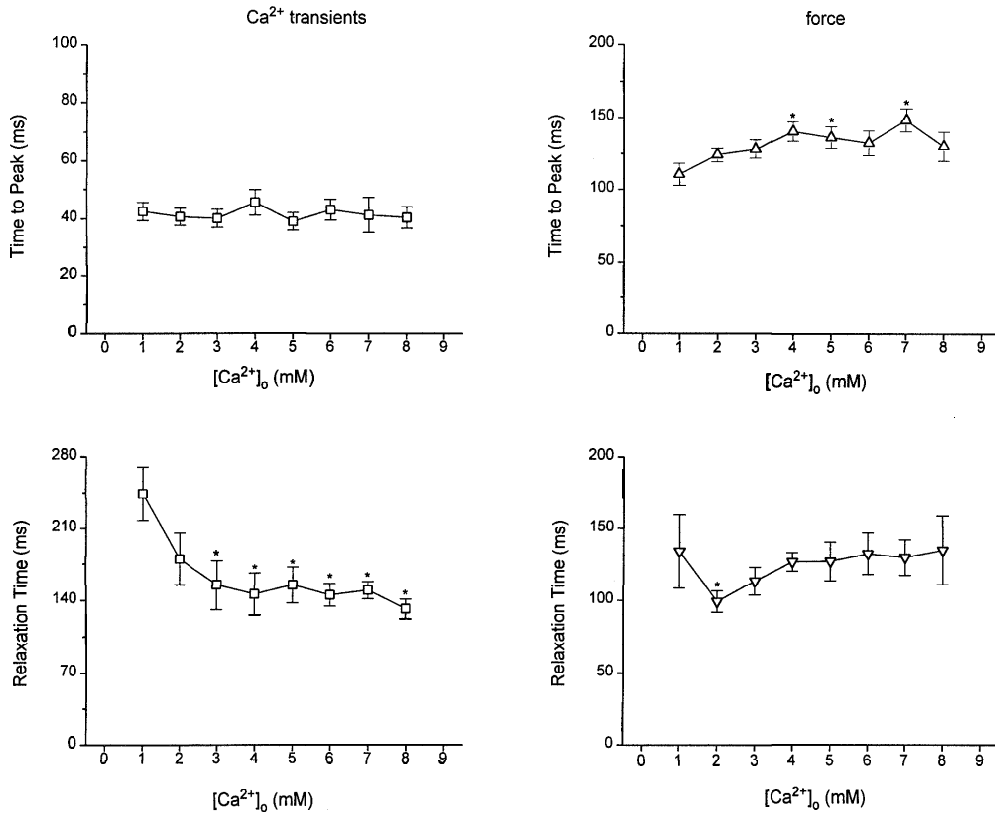 Ca²⁺ transients
Time to Peak (ms)
100
80
60
40
20
0
0 1 2 3 4 5 6 7 8 9
[Ca²⁺]ₒ (mM)
force
Time to Peak (ms)
200
150
100
50
0
* * *
0 1 2 3 4 5 6 7 8 9
[Ca²⁺]ₒ (mM)
Relaxation Time (ms)
280
210
140
70
0
* * * * * *
0 1 2 3 4 5 6 7 8 9
[Ca²⁺]ₒ (mM)
Relaxation Time (ms)
200
150
100
50
0
*
0 1 2 3 4 5 6 7 8 9
[Ca²⁺]ₒ (mM)